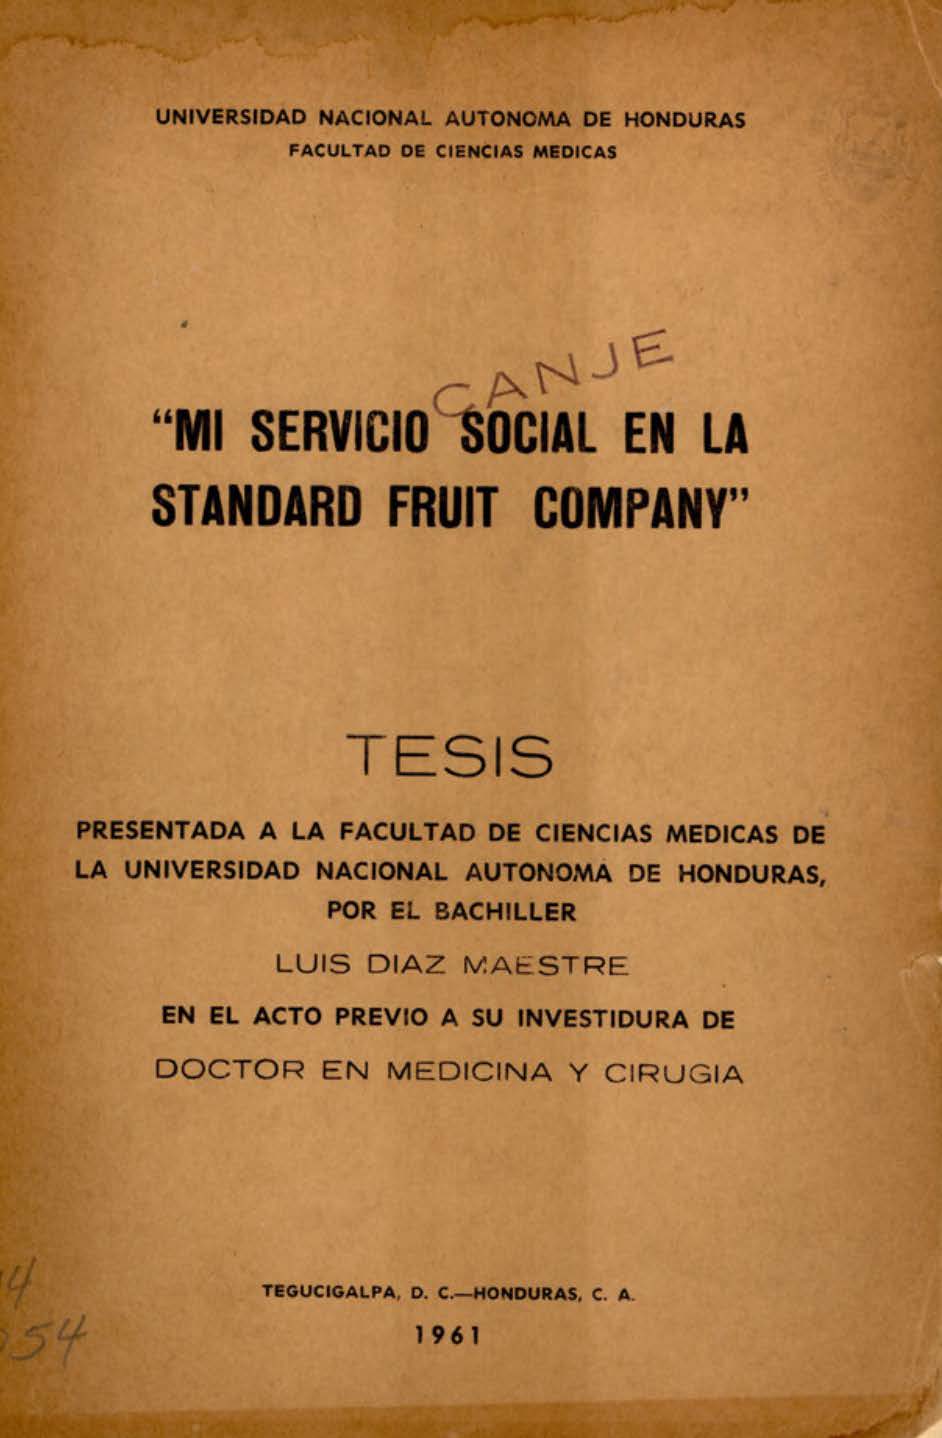 UNIVERSIDAD NACIONAL AUTONOMA DE HONDURAS
FACULTAD DE CIENCIAS MEDICAS
CANJE
“MI SERVICIO SOCIAL EN LA
STANDARD FRUIT COMPANY”
TESIS
PRESENTADA A LA FACULTAD DE CIENCIAS MEDICAS DE
LA UNIVERSIDAD NACIONAL AUTONOMA DE HONDURAS,
POR EL BACHILLER
LUIS DIAZ MAESTRE
EN EL ACTO PREVIO A SU INVESTIDURA DE
DOCTOR EN MEDICINA Y CIRUGIA
TEGUCIGALPA, D. C.—HONDURAS, C. A.
1961